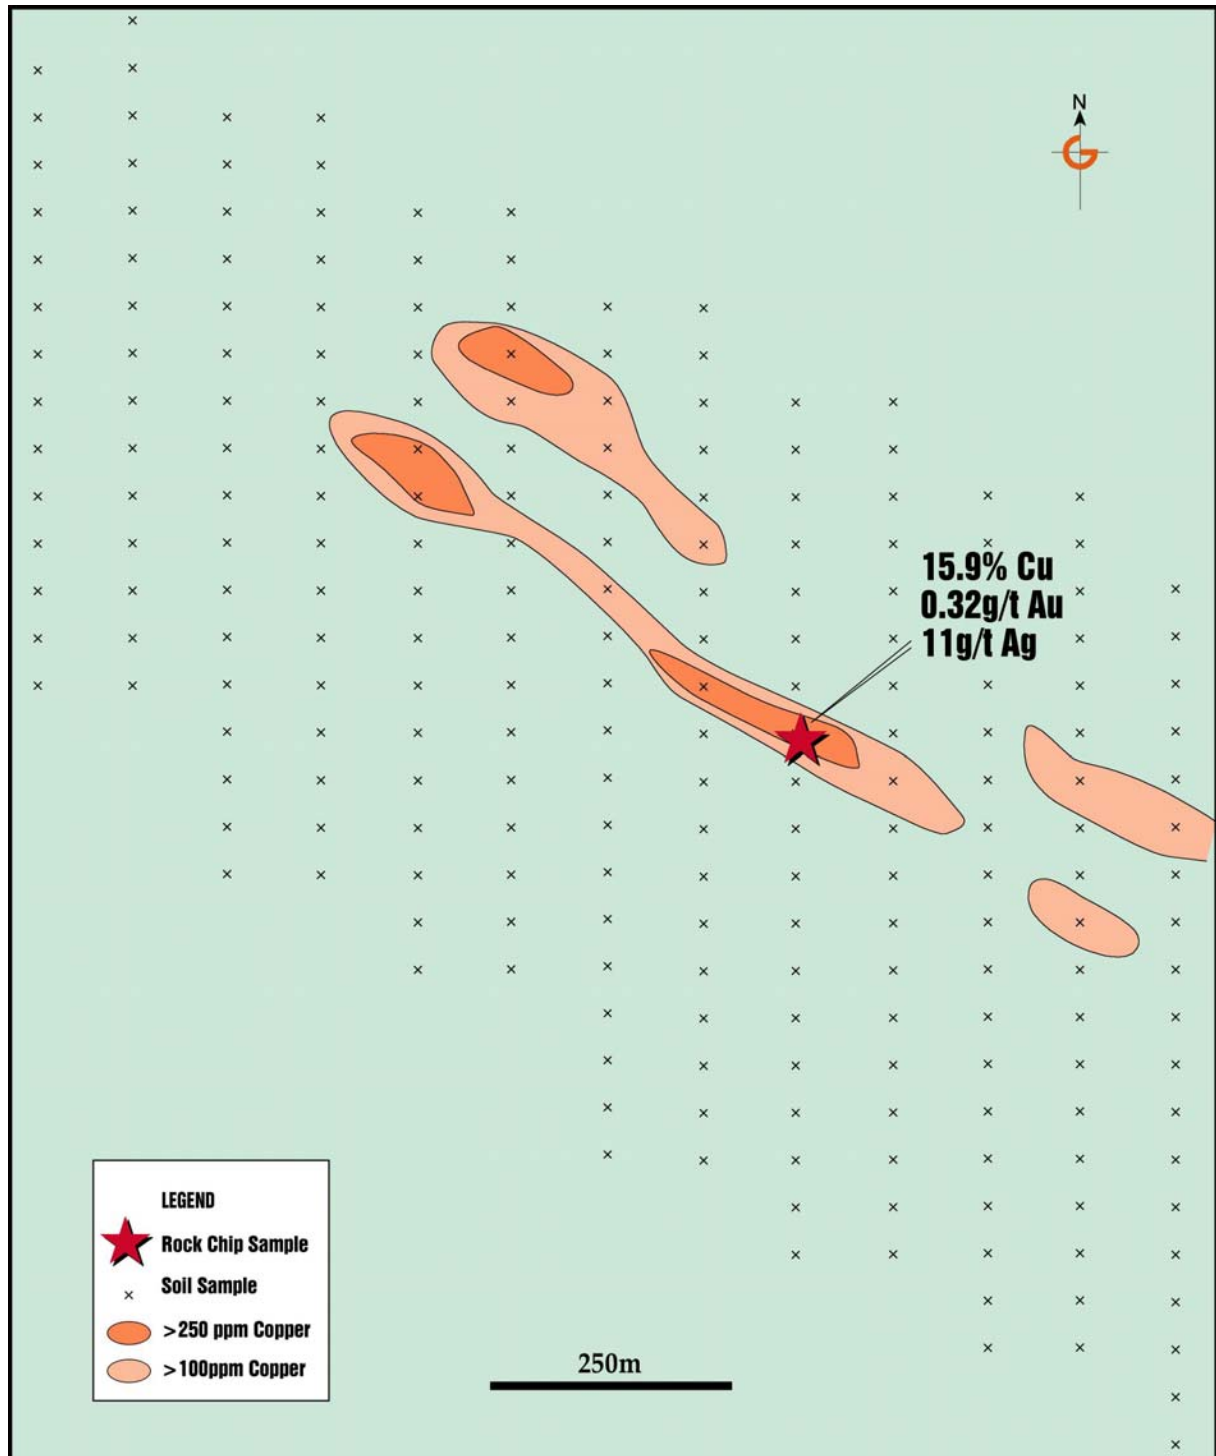 N
15.9% Cu
0.32g/t Au
11g/t Ag
LEGEND
Rock Chip Sample
Soil Sample
>250 ppm Copper
>100ppm Copper
250m